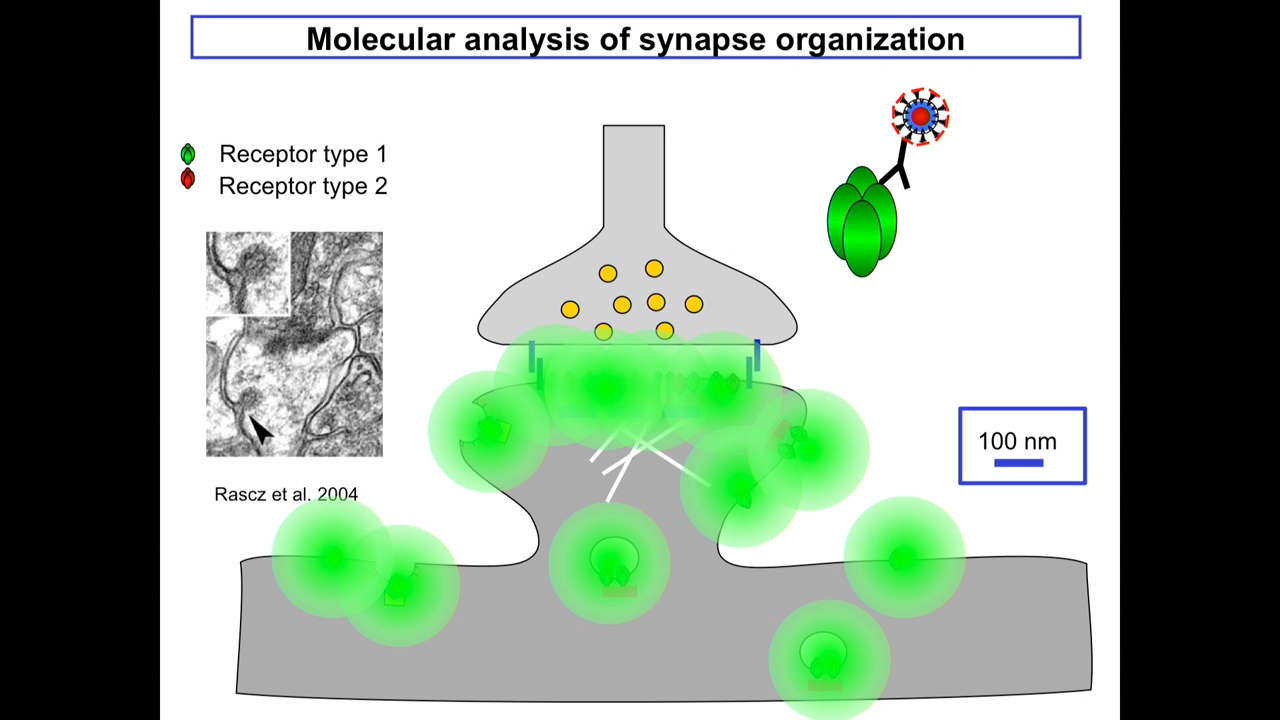 Molecular analysis of synapse organization
Receptor type 1
Receptor type 2
Rascz et al. 2004
100 nm